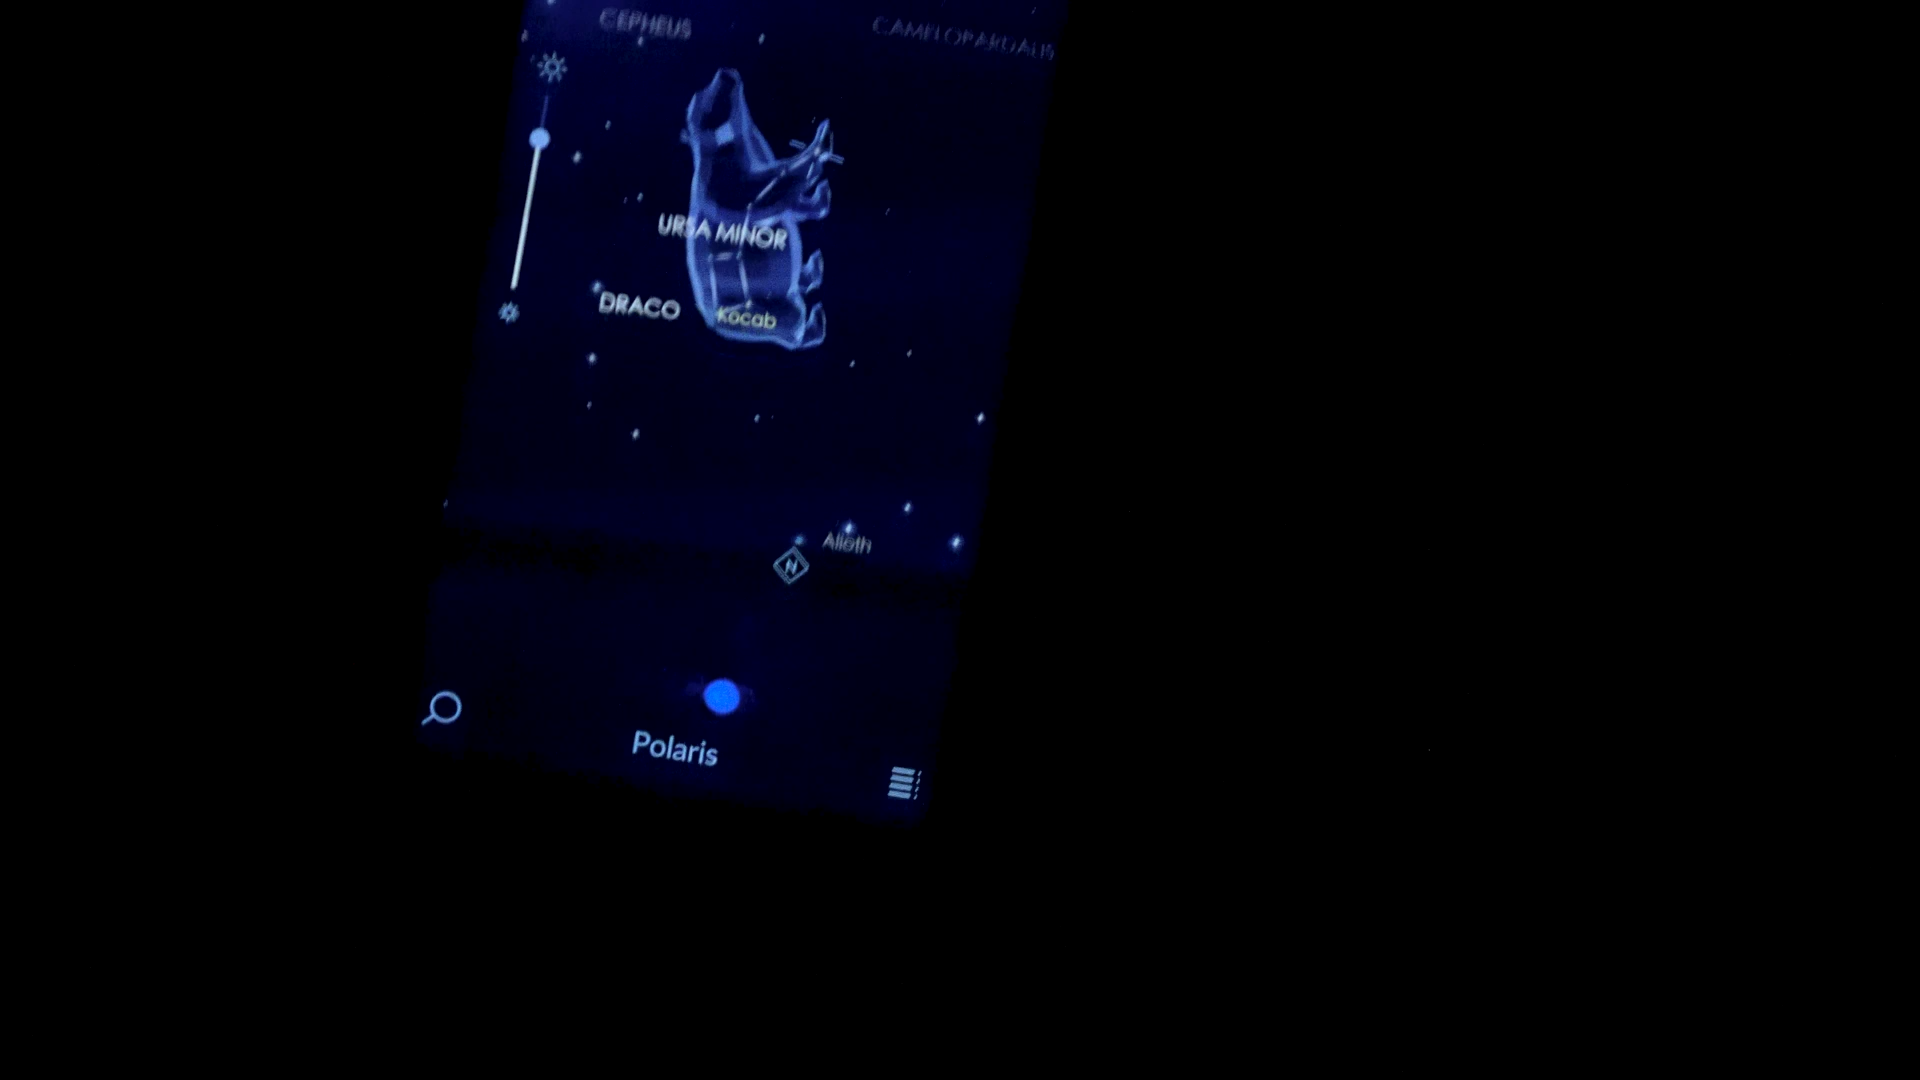 CEPHEUS
CAMELOPARDALIS
URSA MINOR
DRACO
Kocab
Alioth
N
Polaris